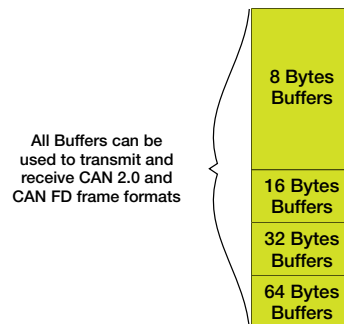 All Buffers can be
used to transmit and
receive CAN 2.0 and
CAN FD frame formats
8 Bytes
Buffers
16 Bytes
Buffers
32 Bytes
Buffers
64 Bytes
Buffers